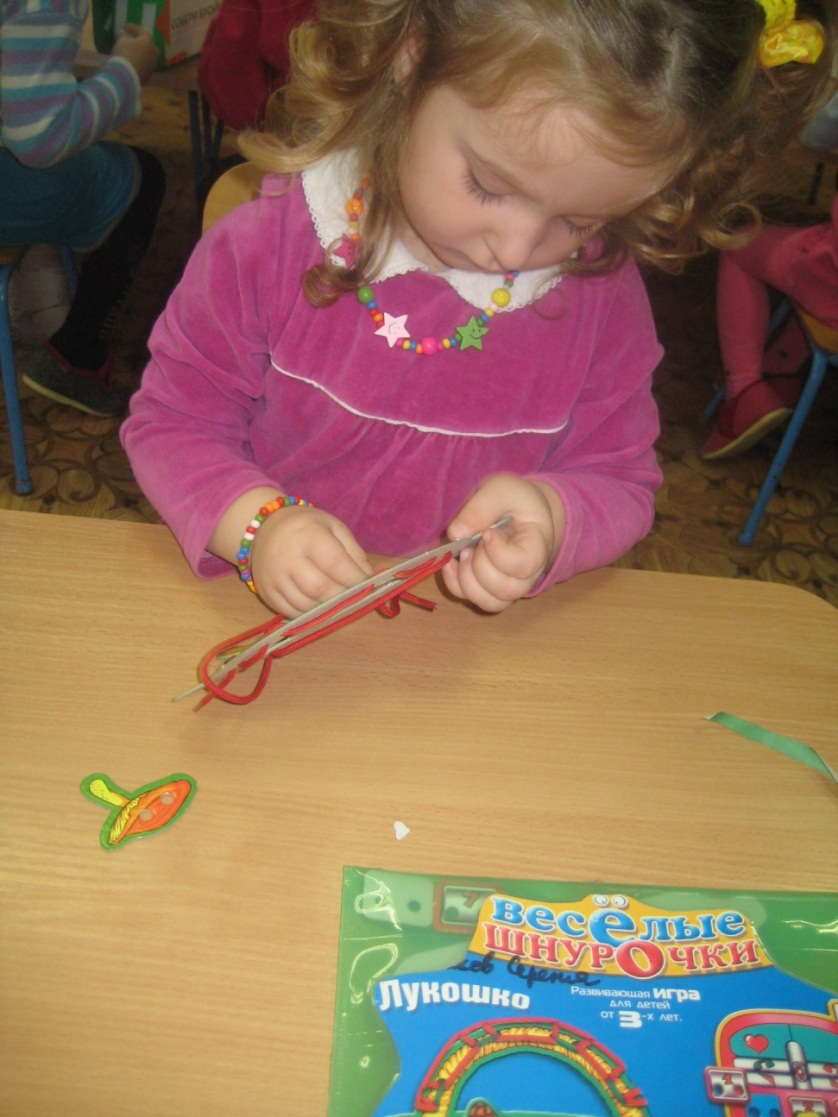 весёлые
шнурочки
Лукошко
Развивающая игра
для детей
от 3-х лет.